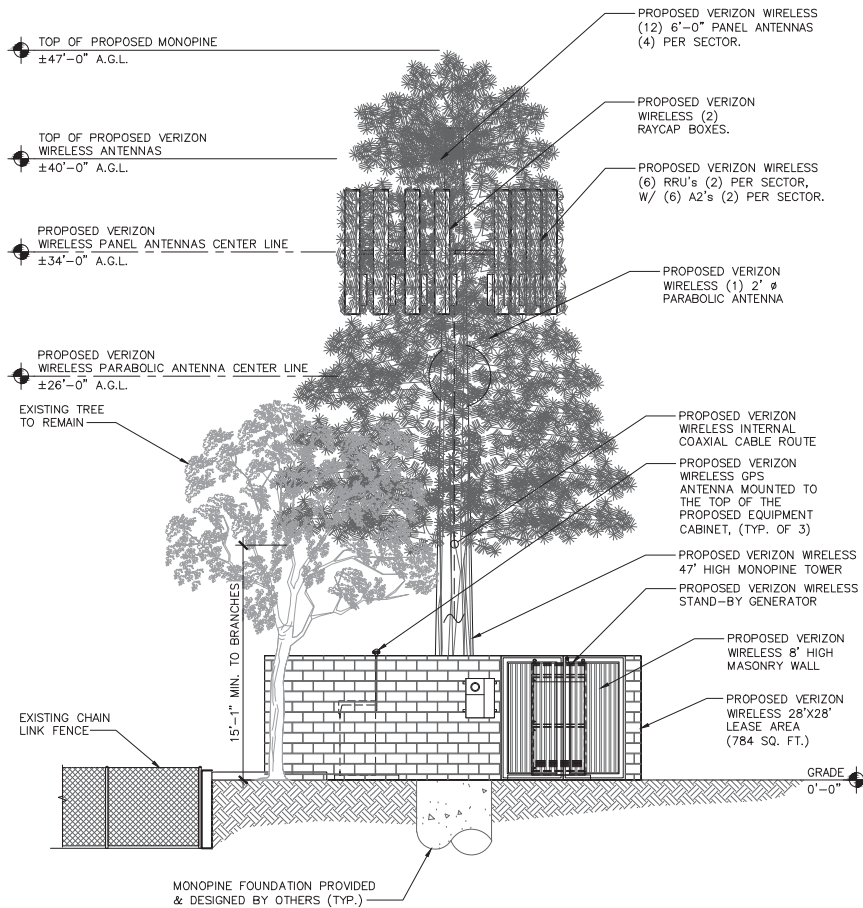 TOP OF PROPOSED MONOPINE
±47'-0" A.G.L.
TOP OF PROPOSED VERIZON
WIRELESS ANTENNAS
±40'-0" A.G.L.
PROPOSED VERIZON
WIRELESS PANEL ANTENNAS CENTER LINE
±34'-0" A.G.L.
PROPOSED VERIZON
WIRELESS PARABOLIC ANTENNA CENTER LINE
±26'-0" A.G.L.
EXISTING TREE
TO REMAIN
15'-1" MIN. TO BRANCHES
EXISTING CHAIN
LINK FENCE
MONOPINE FOUNDATION PROVIDED
& DESIGNED BY OTHERS (TYP.)
PROPOSED VERIZON WIRELESS
(12) 6'-0" PANEL ANTENNAS
(4) PER SECTOR.
PROPOSED VERIZON
WIRELESS (2)
RAYCAP BOXES.
PROPOSED VERIZON WIRELESS
(6) RRU's (2) PER SECTOR,
W/ (6) A2's (2) PER SECTOR.
PROPOSED VERIZON
WIRELESS (1) 2' ø
PARABOLIC ANTENNA
PROPOSED VERIZON
WIRELESS INTERNAL
COAXIAL CABLE ROUTE
PROPOSED VERIZON
WIRELESS GPS
ANTENNA MOUNTED TO
THE TOP OF THE
PROPOSED EQUIPMENT
CABINET, (TYP. OF 3)
PROPOSED VERIZON WIRELESS
47' HIGH MONOPINE TOWER
PROPOSED VERIZON WIRELESS
STAND-BY GENERATOR
PROPOSED VERIZON
WIRELESS 8' HIGH
MASONRY WALL
PROPOSED VERIZON
WIRELESS 28'X28'
LEASE AREA
(784 SQ. FT.)
GRADE
0'-0"